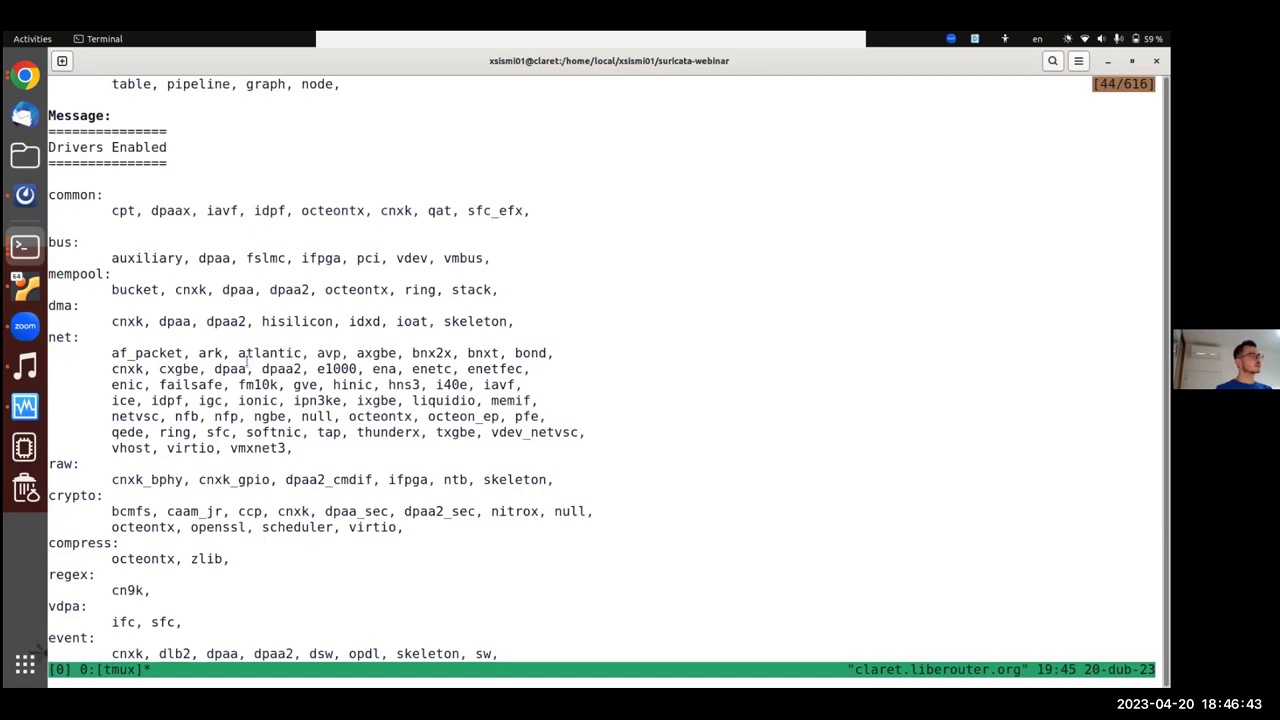 Activities Terminal en 59 %
xsismi01@claret:/home/local/xsismi01/suricata-webinar
table, pipeline, graph, node, [44/616]
Message:
===============
Drivers Enabled
===============
common:
cpt, dpaax, iavf, idpf, octeontx, cnxk, qat, sfc_efx,
bus:
auxiliary, dpaa, fslmc, ifpga, pci, vdev, vmbus,
mempool:
bucket, cnxk, dpaa, dpaa2, octeontx, ring, stack,
dma:
cnxk, dpaa, dpaa2, hisilicon, idxd, ioat, skeleton,
net:
af_packet, ark, atlantic, avp, axgbe, bnx2x, bnxt, bond,
cnxk, cxgbe, dpaa, dpaa2, e1000, ena, enetc, enetfec,
enic, failsafe, fm10k, gve, hinic, hns3, i40e, iavf,
ice, idpf, igc, ionic, ipn3ke, ixgbe, liquidio, memif,
netvsc, nfb, nfp, ngbe, null, octeontx, octeon_ep, pfe,
qede, ring, sfc, softnic, tap, thunderx, txgbe, vdev_netvsc,
vhost, virtio, vmxnet3,
raw:
cnxk_bphy, cnxk_gpio, dpaa2_cmdif, ifpga, ntb, skeleton,
crypto:
bcmfs, caam_jr, ccp, cnxk, dpaa_sec, dpaa2_sec, nitrox, null,
octeontx, openssl, scheduler, virtio,
compress:
octeontx, zlib,
regex:
cn9k,
vdpa:
ifc, sfc,
event:
cnxk, dlb2, dpaa, dpaa2, dsw, opdl, skeleton, sw,
[0] 0:[tmux]* "claret.liberouter.org" 19:45 20-dub-23
64
zoom
2023-04-20 18:46:43